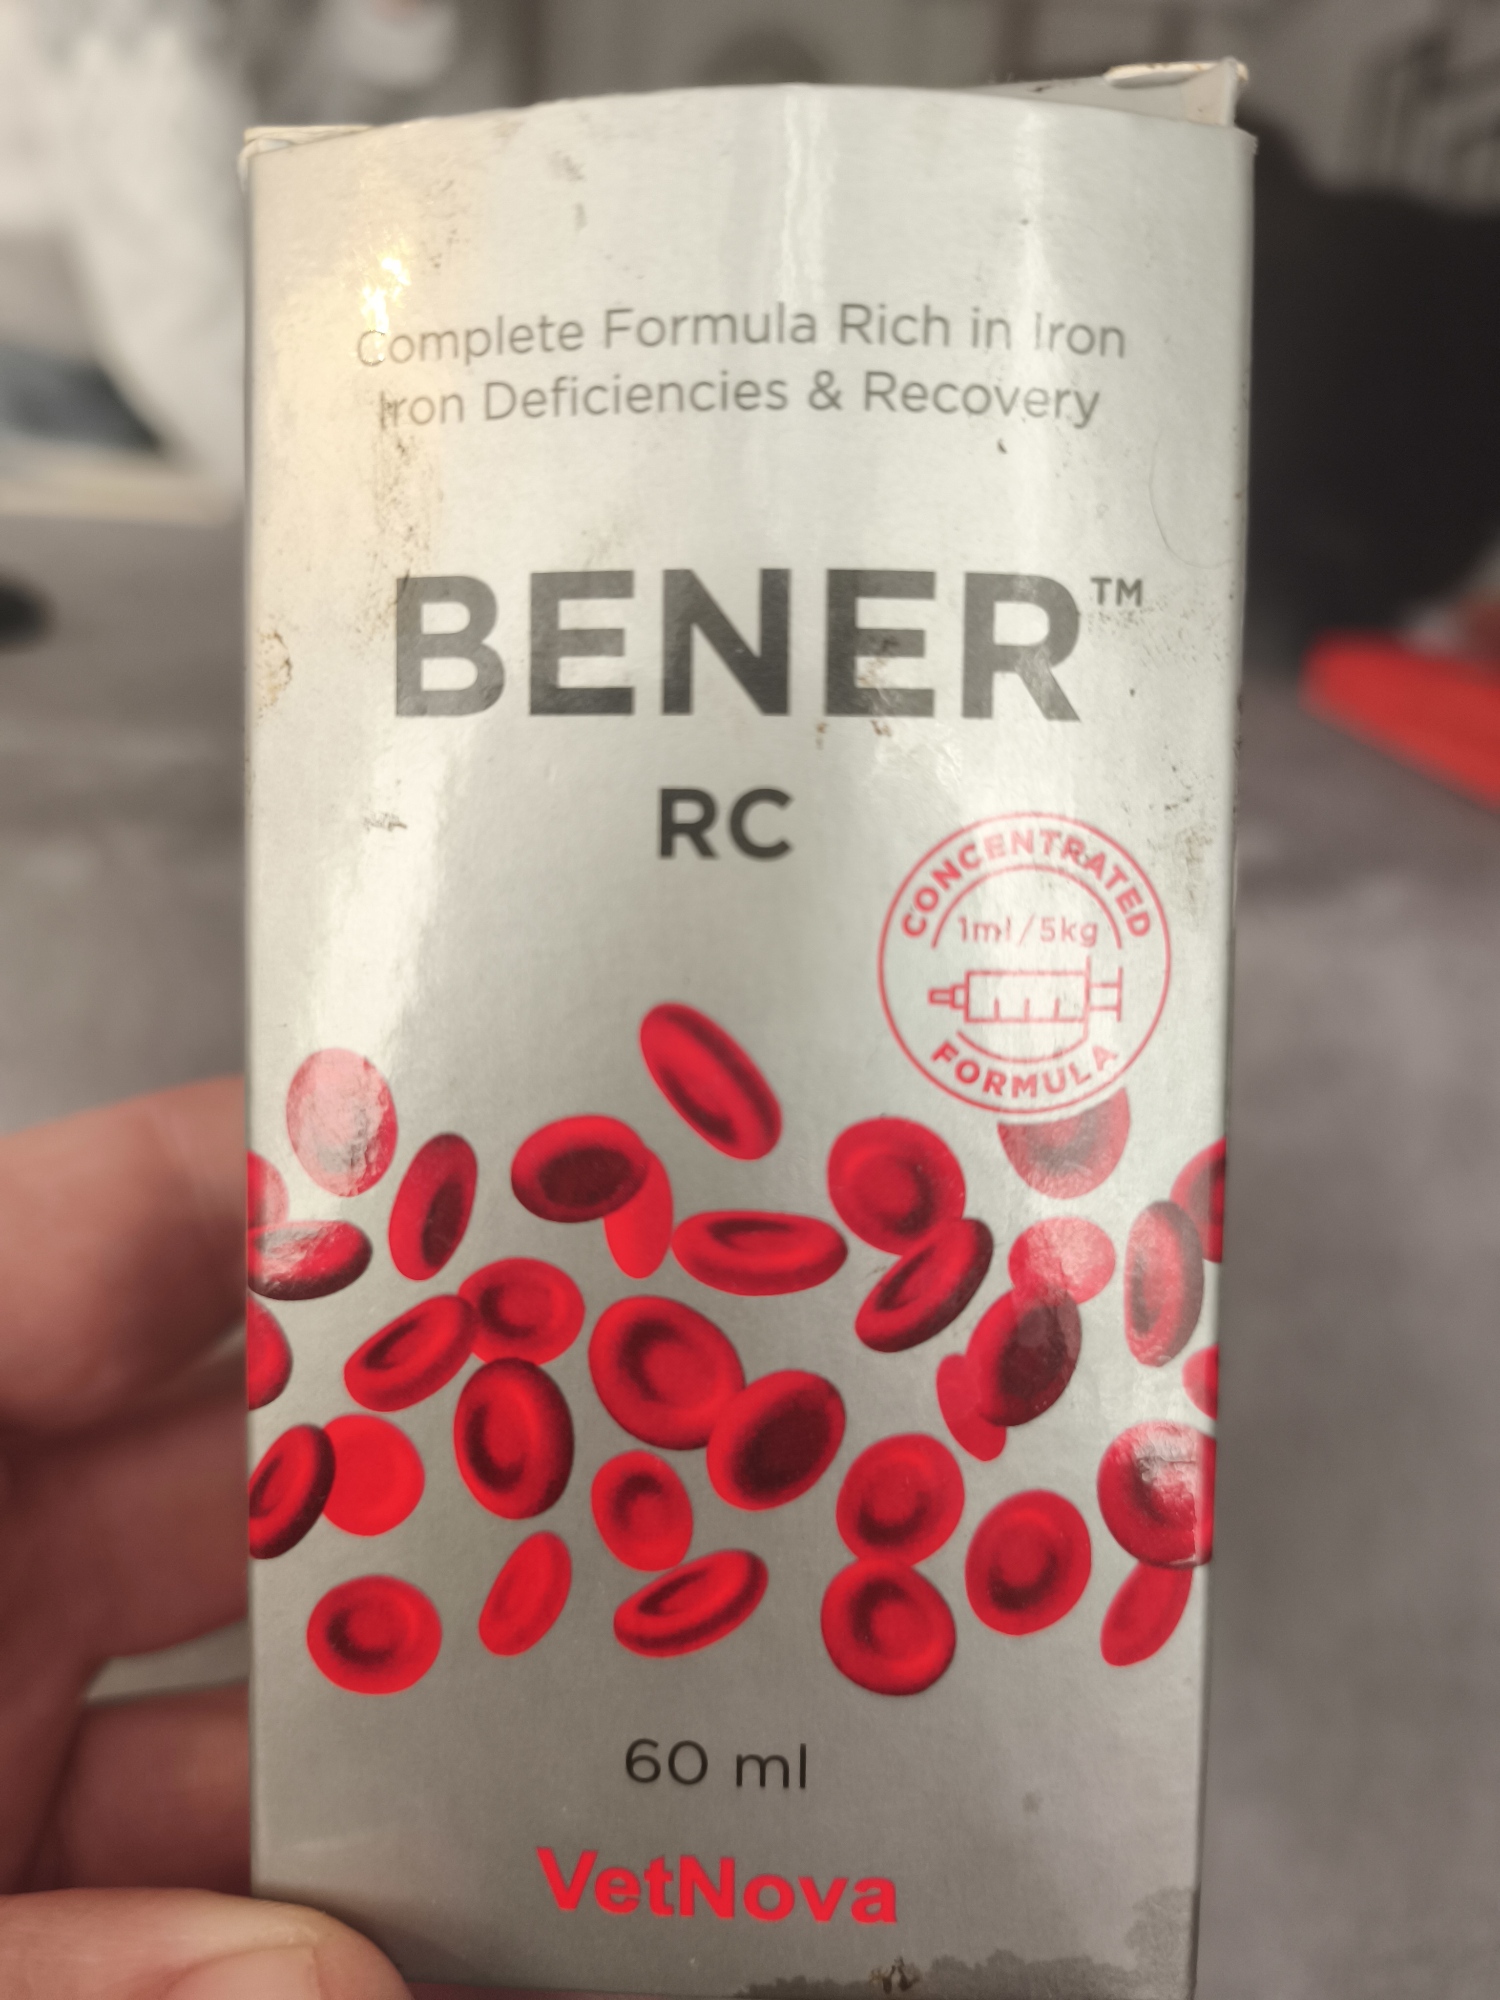 Complete Formula Rich in Iron
Iron Deficiencies & Recovery
BENER™
RC
CONCENTRATED
1ml/5kg
FORMULA
60 ml
VetNova